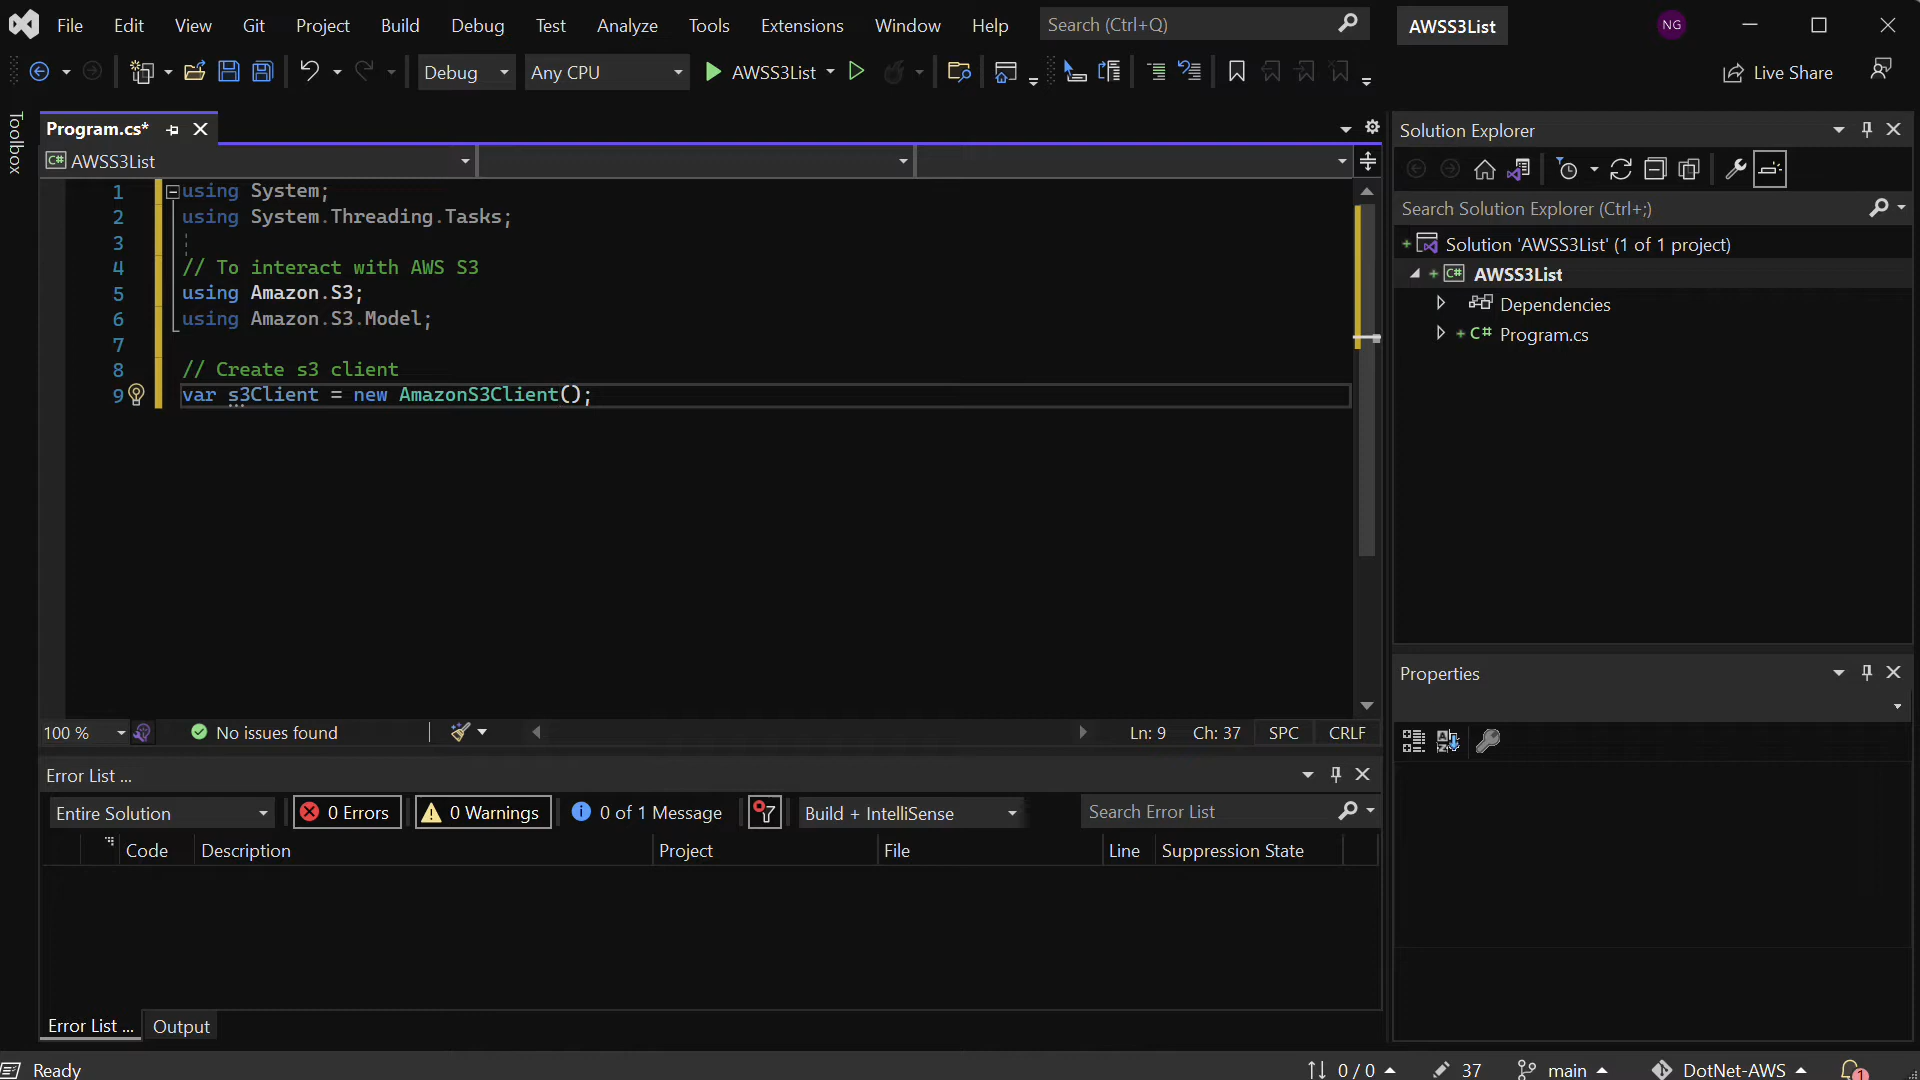 File Edit View Git Project Build Debug Test Analyze Tools Extensions Window Help Search (Ctrl+Q) AWSS3List NG
Debug Any CPU AWSS3List Live Share
Toolbox
Program.cs*
C# AWSS3List
1 using System;
2 using System.Threading.Tasks;
3
4 // To interact with AWS S3
5 using Amazon.S3;
6 using Amazon.S3.Model;
7
8 // Create s3 client
9 var s3Client = new AmazonS3Client();
100 % No issues found Ln: 9 Ch: 37 SPC CRLF
Error List ...
Entire Solution 0 Errors 0 Warnings 0 of 1 Message Build + IntelliSense Search Error List
Code Description Project File Line Suppression State
Error List ... Output
Solution Explorer
Search Solution Explorer (Ctrl+;)
Solution 'AWSS3List' (1 of 1 project)
C# AWSS3List
Dependencies
C# Program.cs
Properties
Ready 0 / 0 37 main DotNet-AWS 1